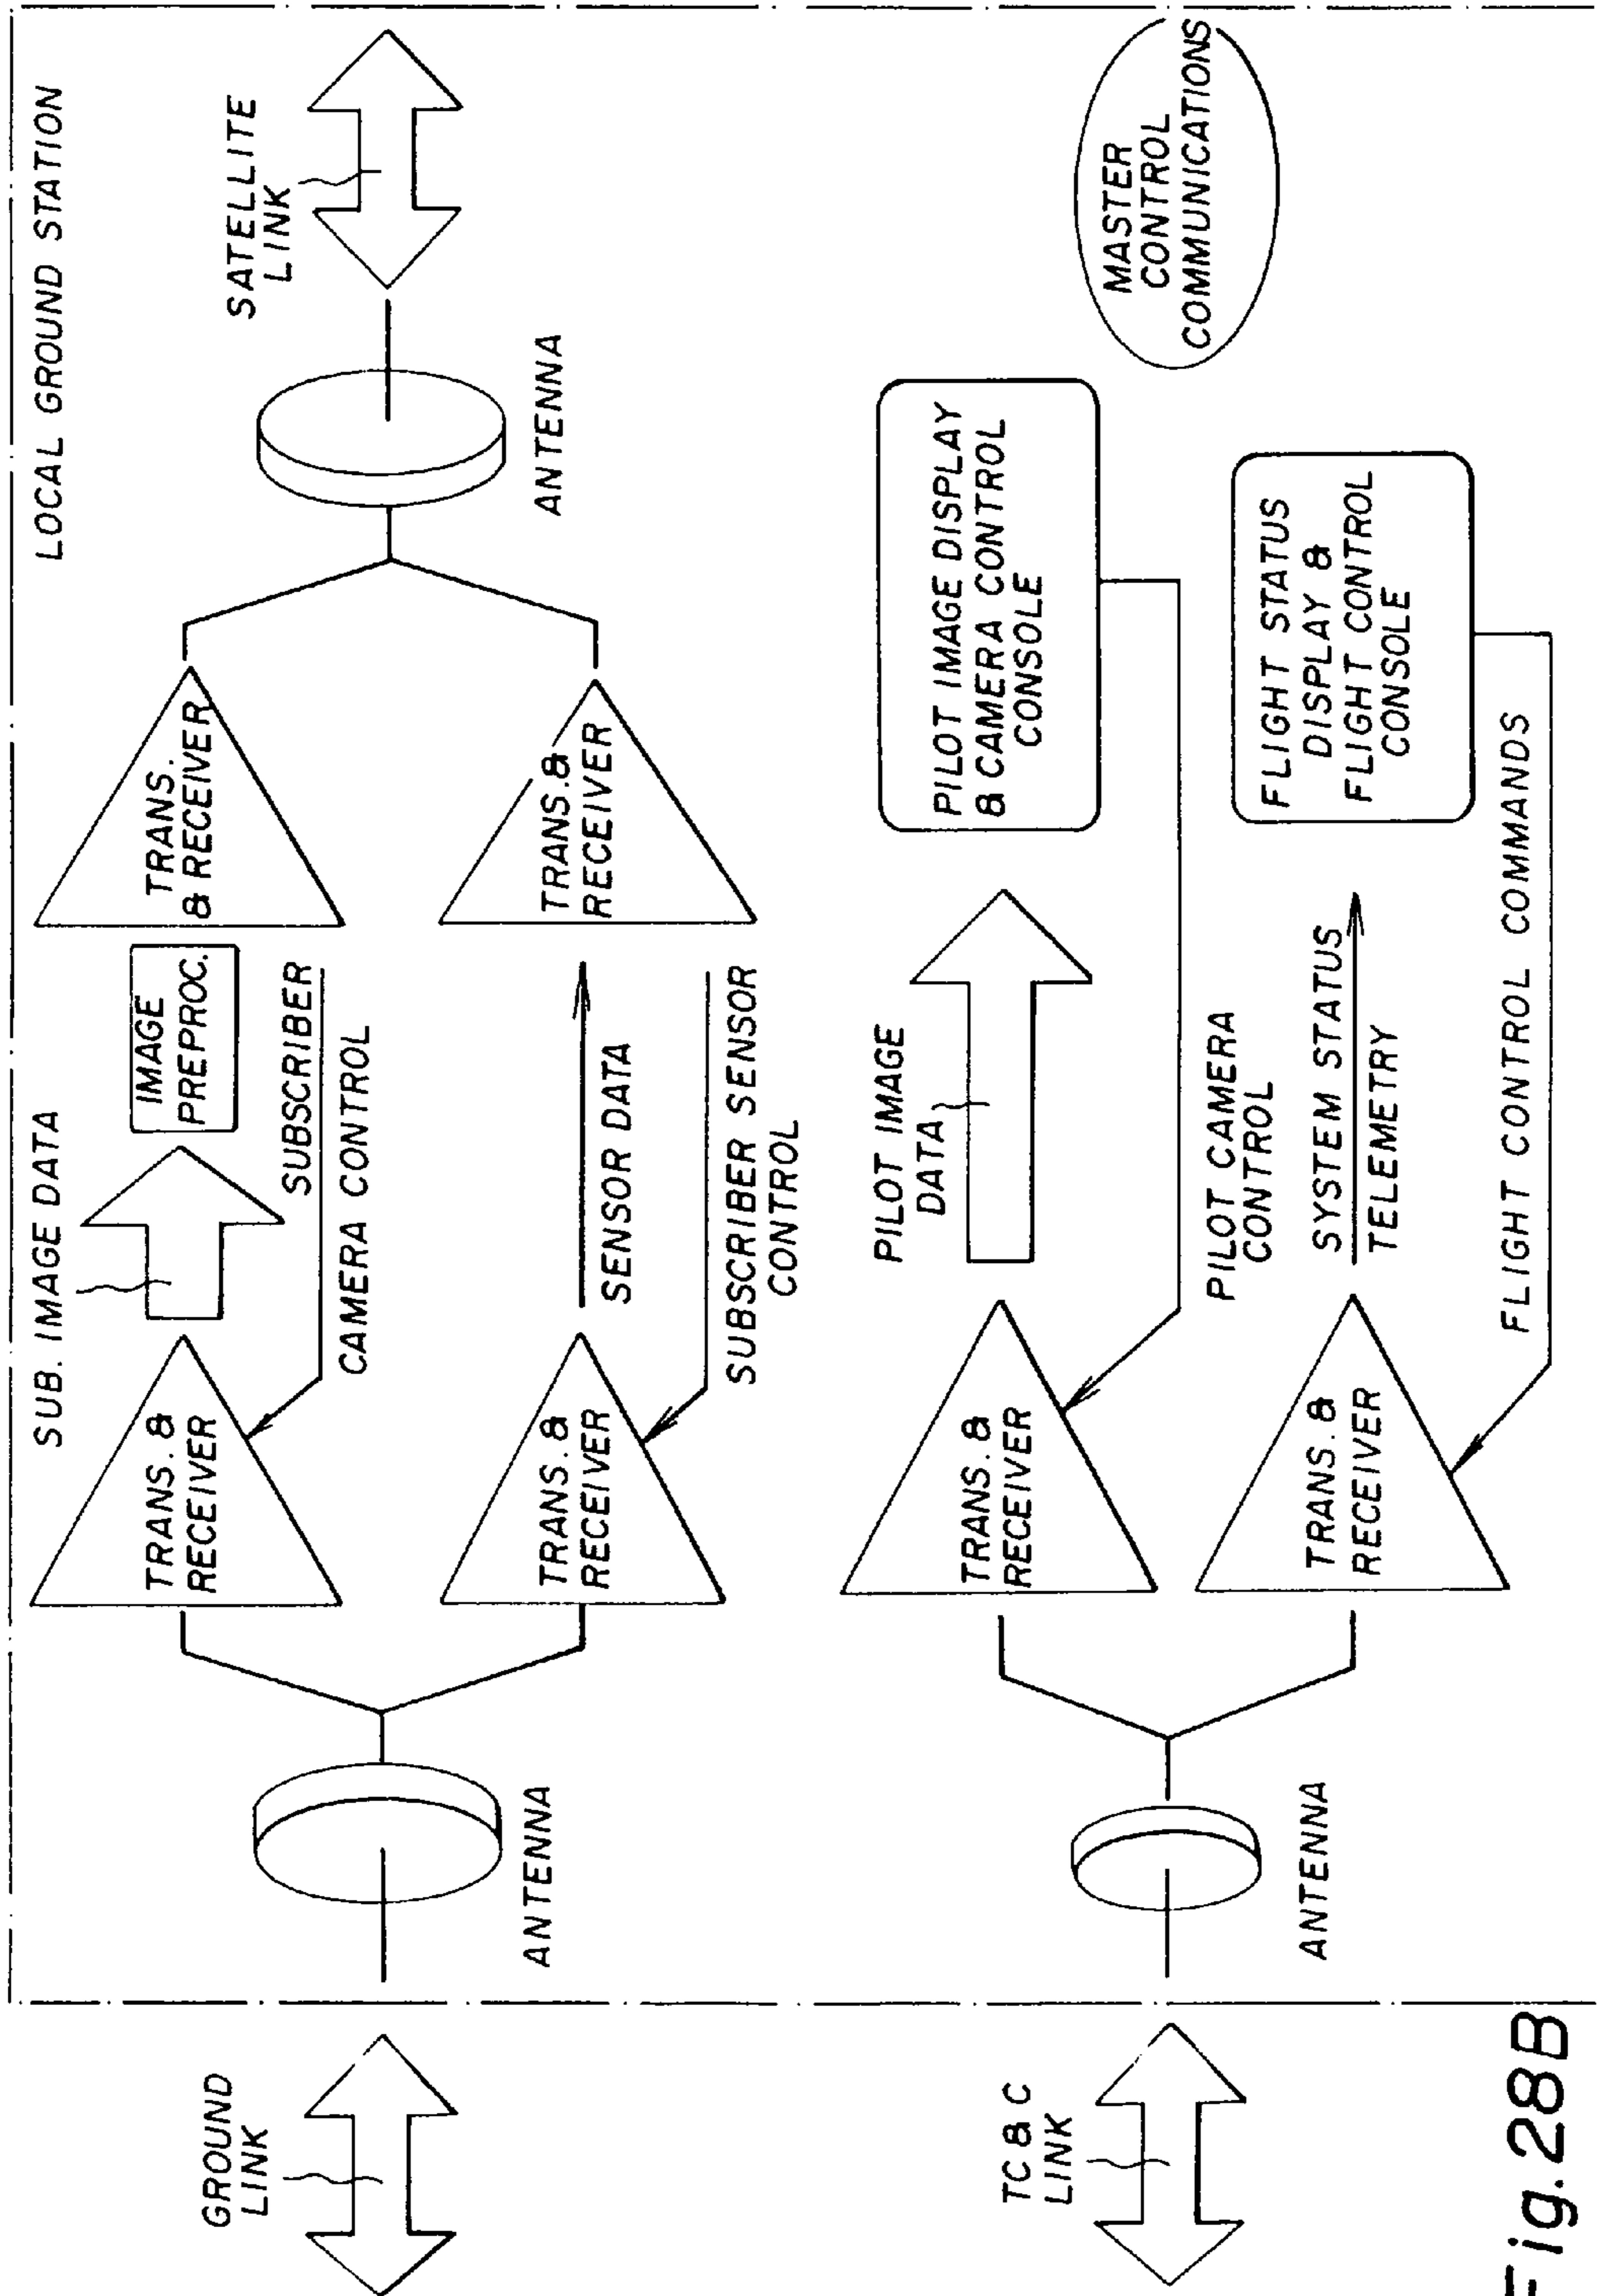 LOCAL GROUND STATION
GROUND
LINK
ANTENNA
TRANS. &
RECEIVER
SUB. IMAGE DATA
IMAGE
PREPROC.
SUBSCRIBER
CAMERA CONTROL
TRANS.
& RECEIVER
TRANS. &
RECEIVER
SENSOR DATA
SUBSCRIBER SENSOR
CONTROL
TRANS. &
RECEIVER
ANTENNA
SATELLITE
LINK
TC & C
LINK
ANTENNA
TRANS. &
RECEIVER
PILOT IMAGE
DATA
PILOT IMAGE DISPLAY
& CAMERA CONTROL
CONSOLE
PILOT CAMERA
CONTROL
TRANS. &
RECEIVER
SYSTEM STATUS
TELEMETRY
FLIGHT STATUS
DISPLAY &
FLIGHT CONTROL
CONSOLE
FLIGHT CONTROL COMMANDS
MASTER
CONTROL
COMMUNICATIONS
Fig. 28B